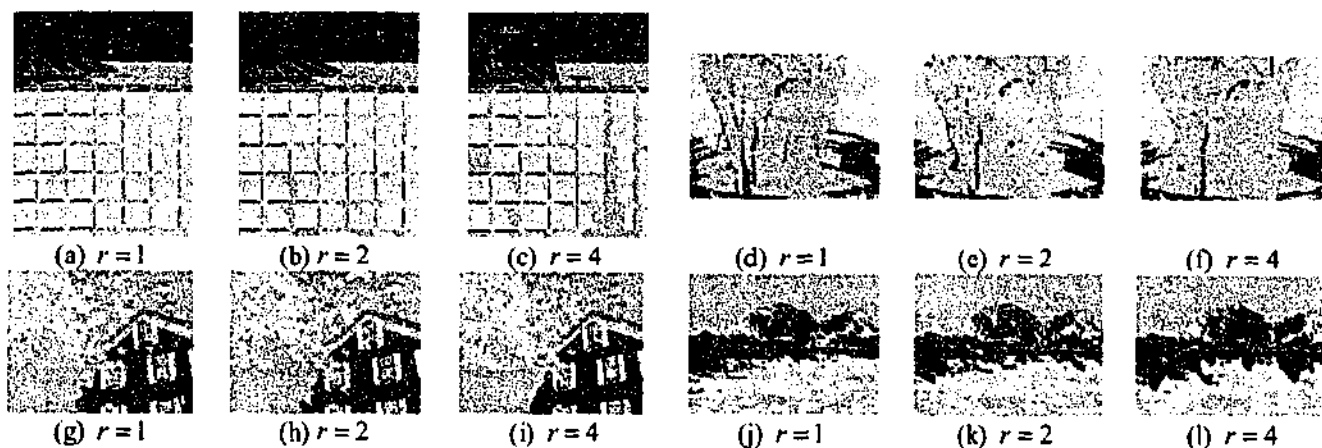 (a) r = 1 (b) r = 2 (c) r = 4 (d) r = 1 (e) r = 2 (f) r = 4
(g) r = 1 (h) r = 2 (i) r = 4 (j) r = 1 (k) r = 2 (l) r = 4